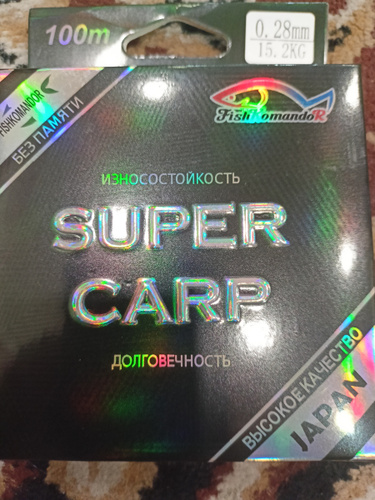 100m
0.28mm
15.2KG
FISHKOMANDOR
БЕЗ ПАМЯТИ
FishKomandoR
ИЗНОСОСТОЙКОСТЬ
SUPER
CARP
ДОЛГОВЕЧНОСТЬ
ВЫСОКОЕ КАЧЕСТВО
JAPAN